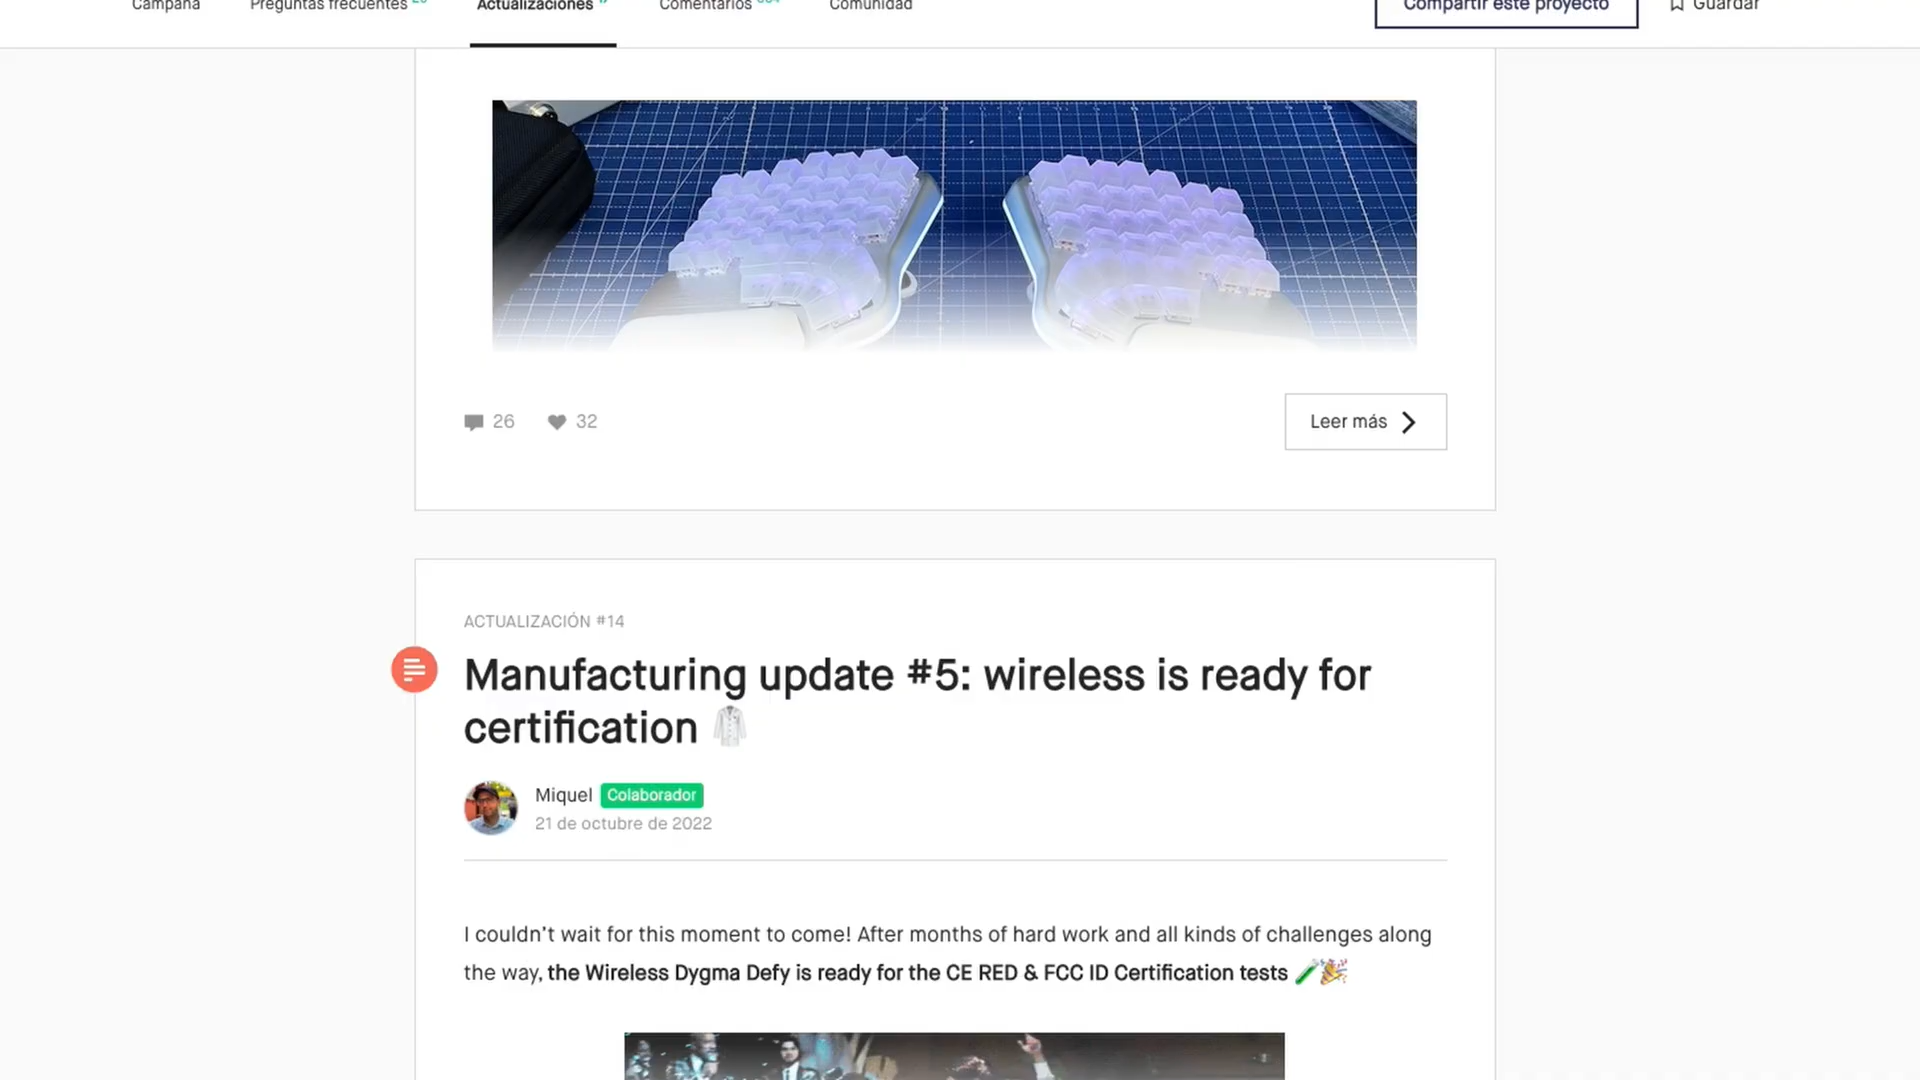 Campaña Preguntas frecuentes Actualizaciones Comentarios Comunidad Compartir este proyecto Guardar
26 32 Leer más
ACTUALIZACIÓN #14
Manufacturing update #5: wireless is ready for
certification
Miquel Colaborador
21 de octubre de 2022
I couldn't wait for this moment to come! After months of hard work and all kinds of challenges along
the way, the Wireless Dygma Defy is ready for the CE RED & FCC ID Certification tests